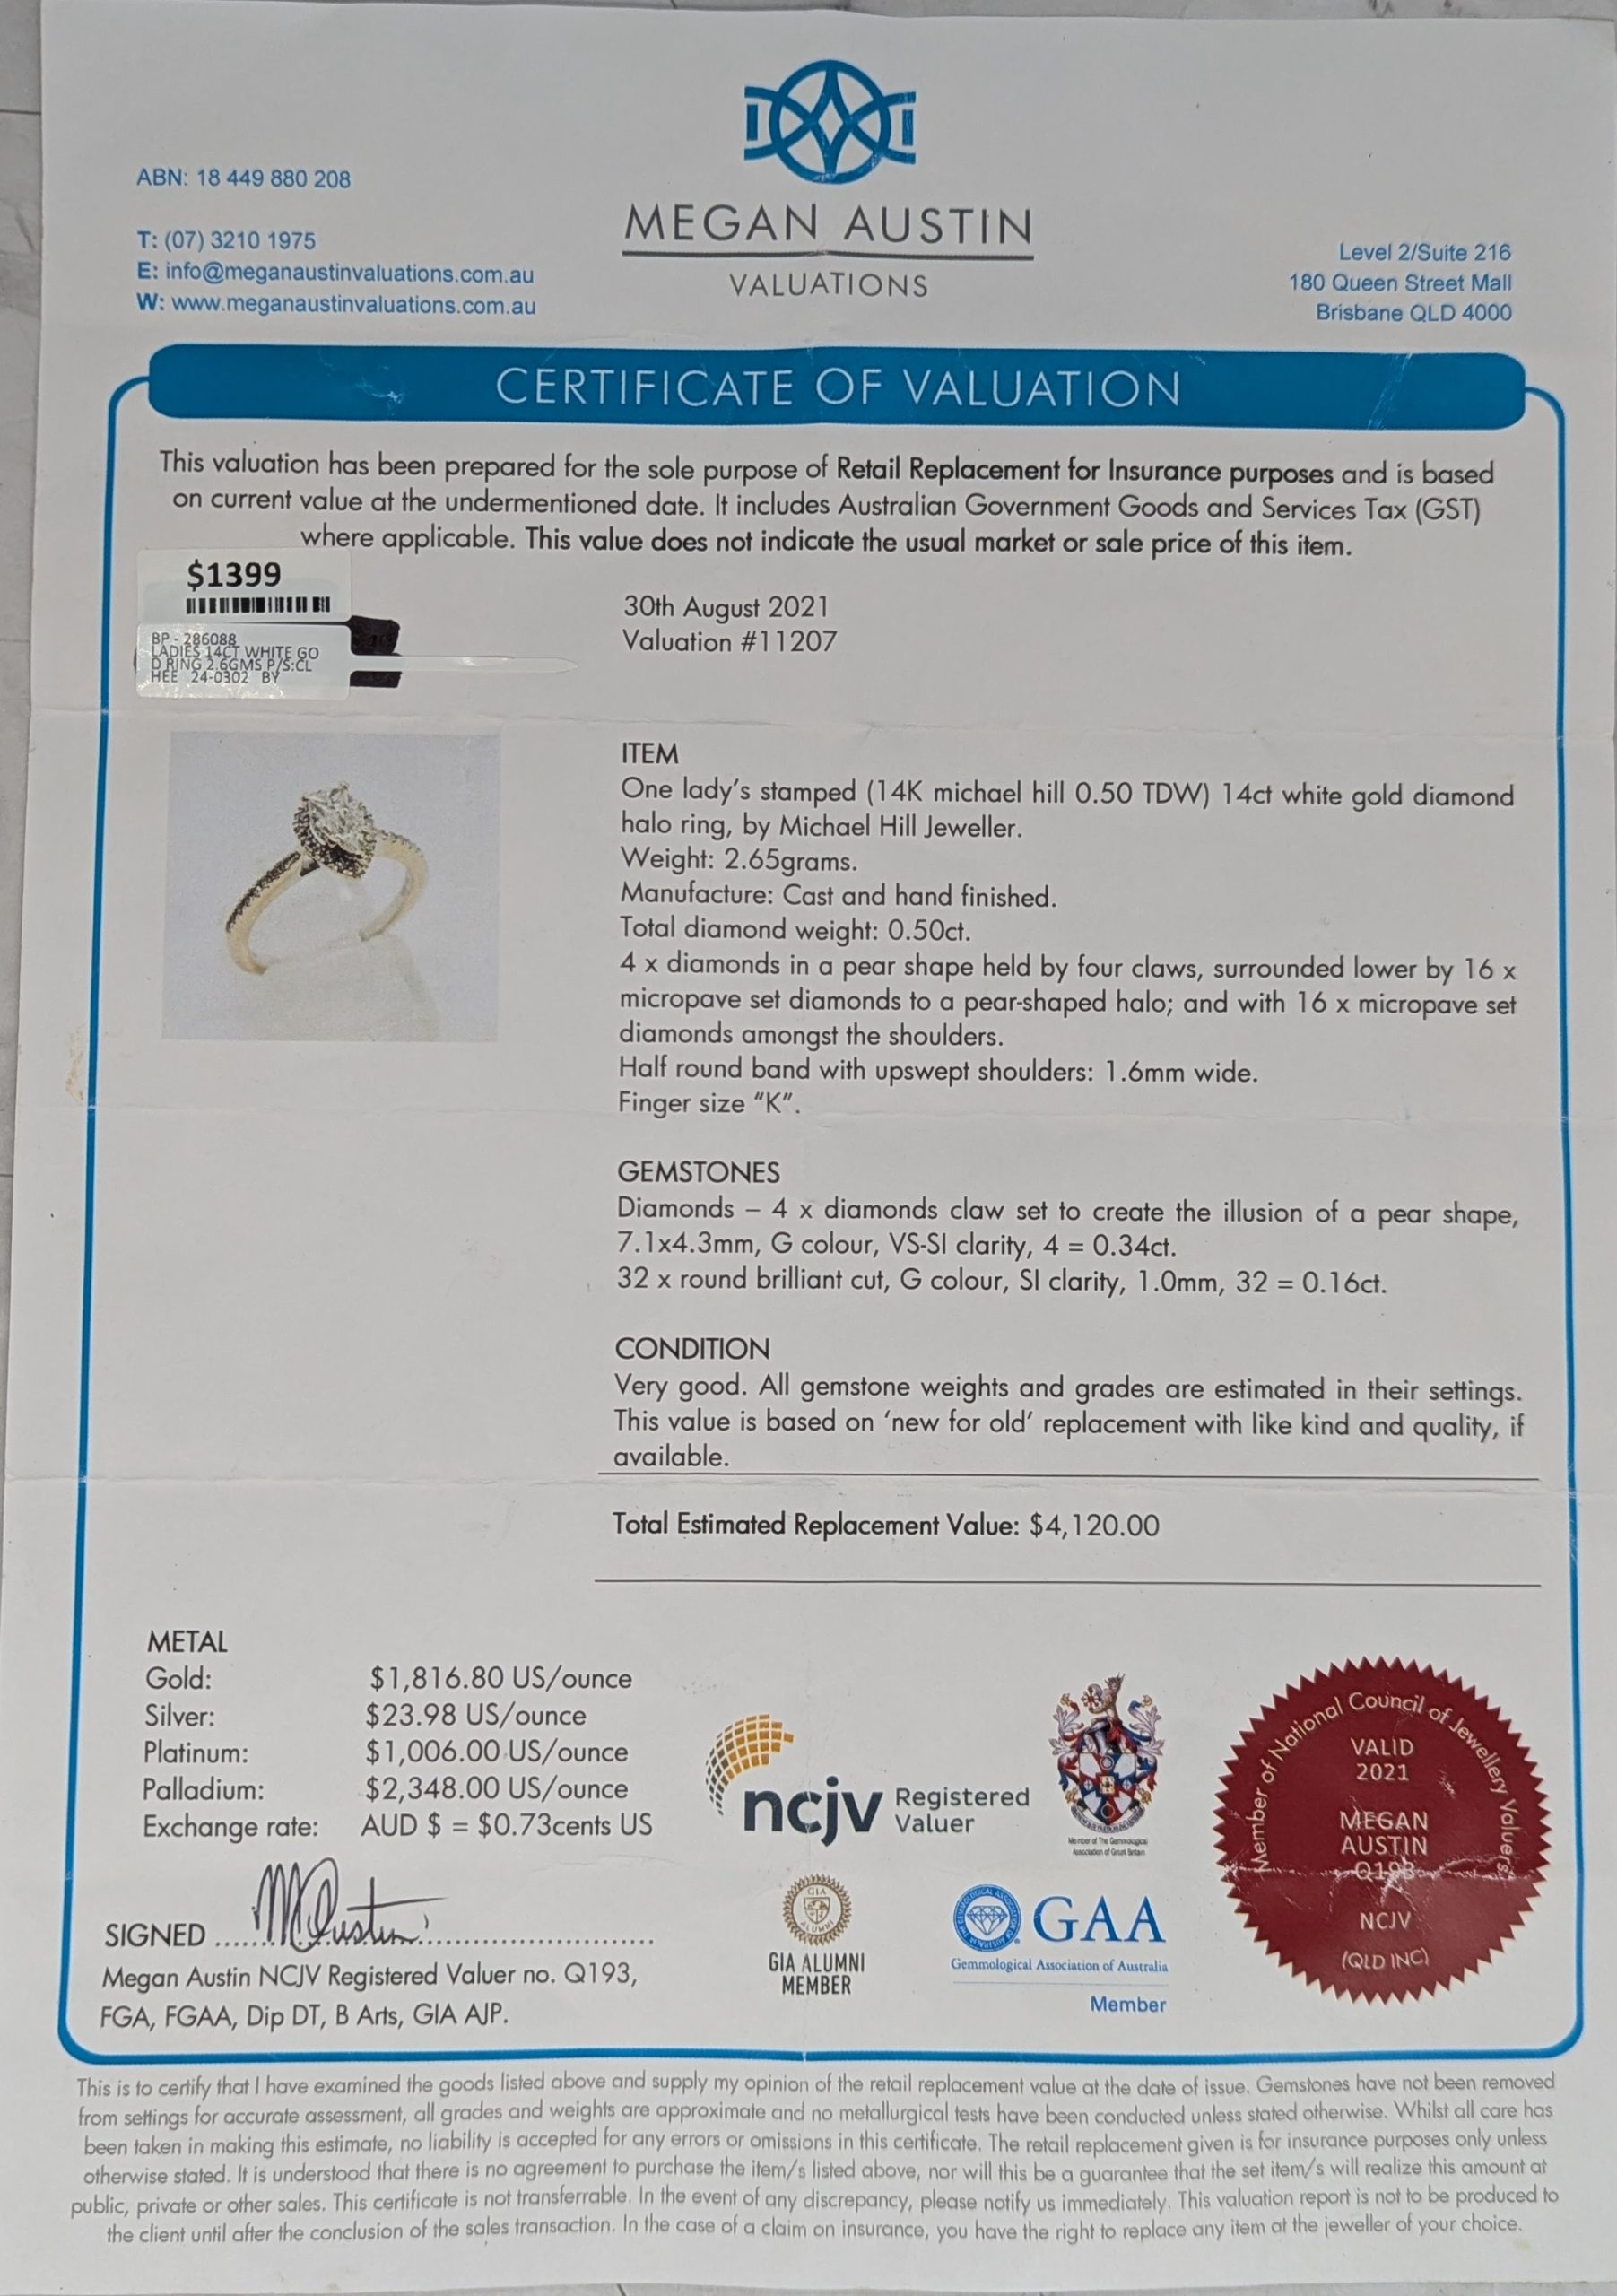 ABN: 18 449 880 208
T: (07) 3210 1975
E: info@meganaustinvaluations.com.au
W: www.meganaustinvaluations.com.au
MEGAN AUSTIN
VALUATIONS
Level 2/Suite 216
180 Queen Street Mall
Brisbane QLD 4000
CERTIFICATE OF VALUATION
This valuation has been prepared for the sole purpose of Retail Replacement for Insurance purposes and is based
on current value at the undermentioned date. It includes Australian Government Goods and Services Tax (GST)
where applicable. This value does not indicate the usual market or sale price of this item.
$1399
BP - 286088
LADIES 14CT WHITE GO
D RING 2.6GMS P/S:CL
HEE 24-0302 BY
30th August 2021
Valuation #11207
ITEM
One lady's stamped (14K michael hill 0.50 TDW) 14ct white gold diamond
halo ring, by Michael Hill Jeweller.
Weight: 2.65grams.
Manufacture: Cast and hand finished.
Total diamond weight: 0.50ct.
4 x diamonds in a pear shape held by four claws, surrounded lower by 16 x
micropave set diamonds to a pear-shaped halo; and with 16 x micropave set
diamonds amongst the shoulders.
Half round band with upswept shoulders: 1.6mm wide.
Finger size "K".
GEMSTONES
Diamonds – 4 x diamonds claw set to create the illusion of a pear shape,
7.1x4.3mm, G colour, VS-SI clarity, 4 = 0.34ct.
32 x round brilliant cut, G colour, SI clarity, 1.0mm, 32 = 0.16ct.
CONDITION
Very good. All gemstone weights and grades are estimated in their settings.
This value is based on 'new for old' replacement with like kind and quality, if
available.
Total Estimated Replacement Value: $4,120.00
METAL
Gold: $1,816.80 US/ounce
Silver: $23.98 US/ounce
Platinum: $1,006.00 US/ounce
Palladium: $2,348.00 US/ounce
Exchange rate: AUD $ = $0.73cents US
SIGNED ..... MAustin ..........
Megan Austin NCJV Registered Valuer no. Q193,
FGA, FGAA, Dip DT, B Arts, GIA AJP.
ncjv Registered
Valuer
Member of The Gemmological
Association of Great Britain
GIA
ALUMNI
GIA ALUMNI
MEMBER
GAA
Gemmological Association of Australia
Member
Member of National Council of Jewellery Valuers
VALID
2021
MEGAN
AUSTIN
Q193
NCJV
(QLD INC)
This is to certify that I have examined the goods listed above and supply my opinion of the retail replacement value at the date of issue. Gemstones have not been removed
from settings for accurate assessment, all grades and weights are approximate and no metallurgical tests have been conducted unless stated otherwise. Whilst all care has
been taken in making this estimate, no liability is accepted for any errors or omissions in this certificate. The retail replacement given is for insurance purposes only unless
otherwise stated. It is understood that there is no agreement to purchase the item/s listed above, nor will this be a guarantee that the set item/s will realize this amount at
public, private or other sales. This certificate is not transferrable. In the event of any discrepancy, please notify us immediately. This valuation report is not to be produced to
the client until after the conclusion of the sales transaction. In the case of a claim on insurance, you have the right to replace any item at the jeweller of your choice.